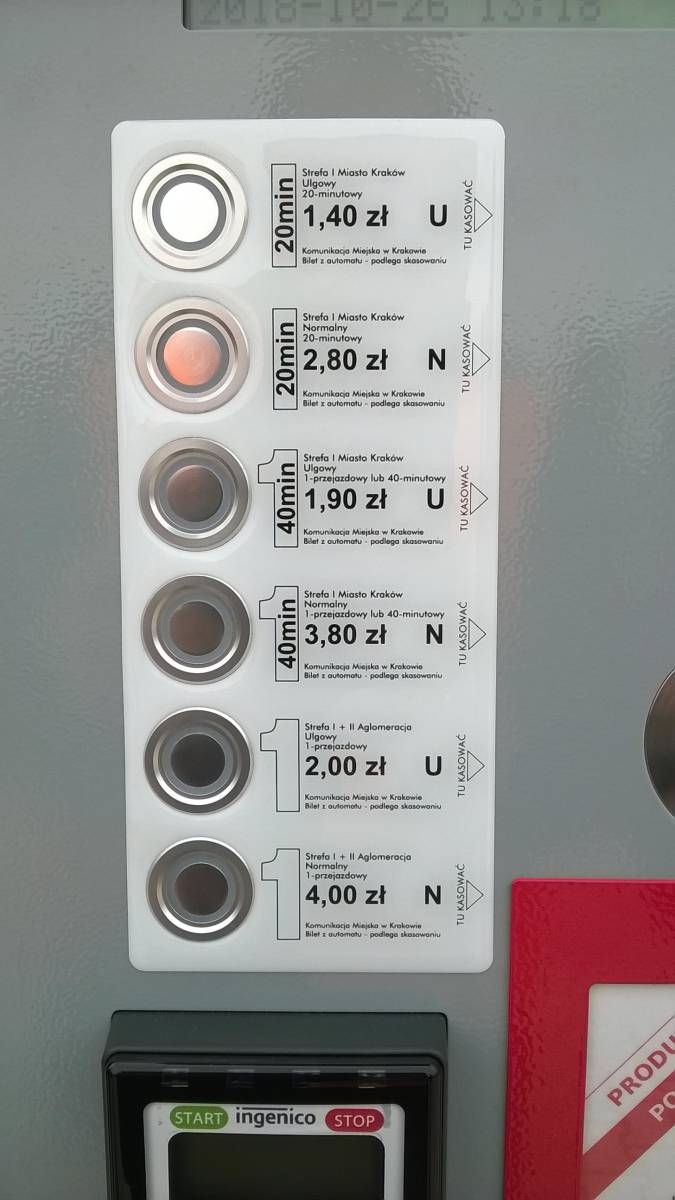 2018-10-26 13:18
20min
Strefa I Miasto Kraków
Ulgowy
20-minutowy
1,40 zł U
TU KASOWAĆ
Komunikacja Miejska w Krakowie
Bilet z automatu - podlega skasowaniu
20min
Strefa I Miasto Kraków
Normalny
20-minutowy
2,80 zł N
TU KASOWAĆ
Komunikacja Miejska w Krakowie
Bilet z automatu - podlega skasowaniu
1
40min
Strefa I Miasto Kraków
Ulgowy
1-przejazdowy lub 40-minutowy
1,90 zł U
TU KASOWAĆ
Komunikacja Miejska w Krakowie
Bilet z automatu - podlega skasowaniu
1
40min
Strefa I Miasto Kraków
Normalny
1-przejazdowy lub 40-minutowy
3,80 zł N
TU KASOWAĆ
Komunikacja Miejska w Krakowie
Bilet z automatu - podlega skasowaniu
1
Strefa I + II Aglomeracja
Ulgowy
1-przejazdowy
2,00 zł U
TU KASOWAĆ
Komunikacja Miejska w Krakowie
Bilet z automatu - podlega skasowaniu
1
Strefa I + II Aglomeracja
Normalny
1-przejazdowy
4,00 zł N
TU KASOWAĆ
Komunikacja Miejska w Krakowie
Bilet z automatu - podlega skasowaniu
START ingenico STOP
PRODU
PO